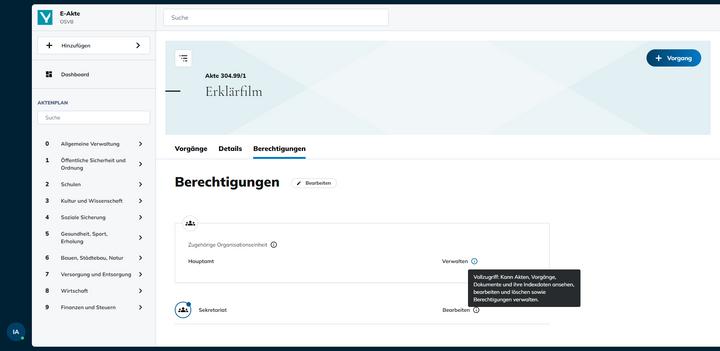 E-Akte
OSVB
Hinzufügen
Dashboard
AKTENPLAN
Suche
0 Allgemeine Verwaltung
1 Öffentliche Sicherheit und
Ordnung
2 Schulen
3 Kultur und Wissenschaft
4 Soziale Sicherung
5 Gesundheit, Sport,
Erholung
6 Bauen, Städtebau, Natur
7 Versorgung und Entsorgung
8 Wirtschaft
9 Finanzen und Steuern
IA
Suche
Vorgang
Akte 304.99/1
Erklärfilm
Vorgänge Details Berechtigungen
Berechtigungen Bearbeiten
Zugehörige Organisationseinheit
Hauptamt Verwalten
Vollzugriff: Kann Akten, Vorgänge,
Dokumente und ihre Indexdaten ansehen,
bearbeiten und löschen sowie
Berechtigungen verwalten.
Sekretariat Bearbeiten